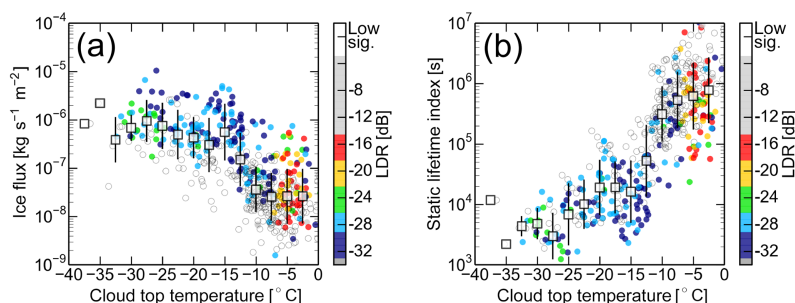 (a)
Ice flux [kg s⁻¹ m⁻²]
10⁻⁴
10⁻⁵
10⁻⁶
10⁻⁷
10⁻⁸
10⁻⁹
−40 −35 −30 −25 −20 −15 −10 −5 0
Cloud top temperature [°C]
Low
sig.
−8
−12
−16
−20
−24
−28
−32
LDR [dB]
(b)
Static lifetime index [s]
10⁷
10⁶
10⁵
10⁴
10³
−40 −35 −30 −25 −20 −15 −10 −5 0
Cloud top temperature [°C]
Low
sig.
−8
−12
−16
−20
−24
−28
−32
LDR [dB]